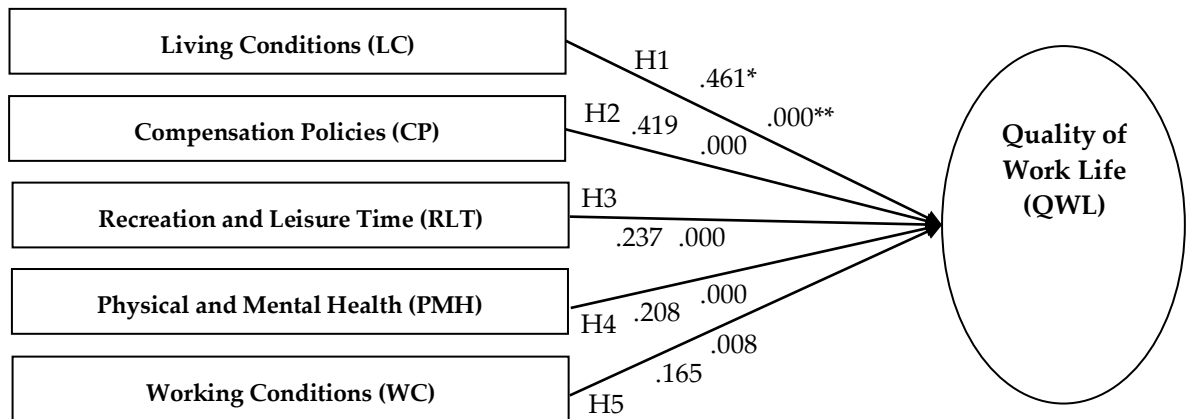 Living Conditions (LC)
H1
.461*
.000**
Compensation Policies (CP)
H2
.419
.000
Recreation and Leisure Time (RLT)
H3
.237 .000
Physical and Mental Health (PMH)
H4
.208
.000
Working Conditions (WC)
H5
.165
.008
Quality of
Work Life
(QWL)